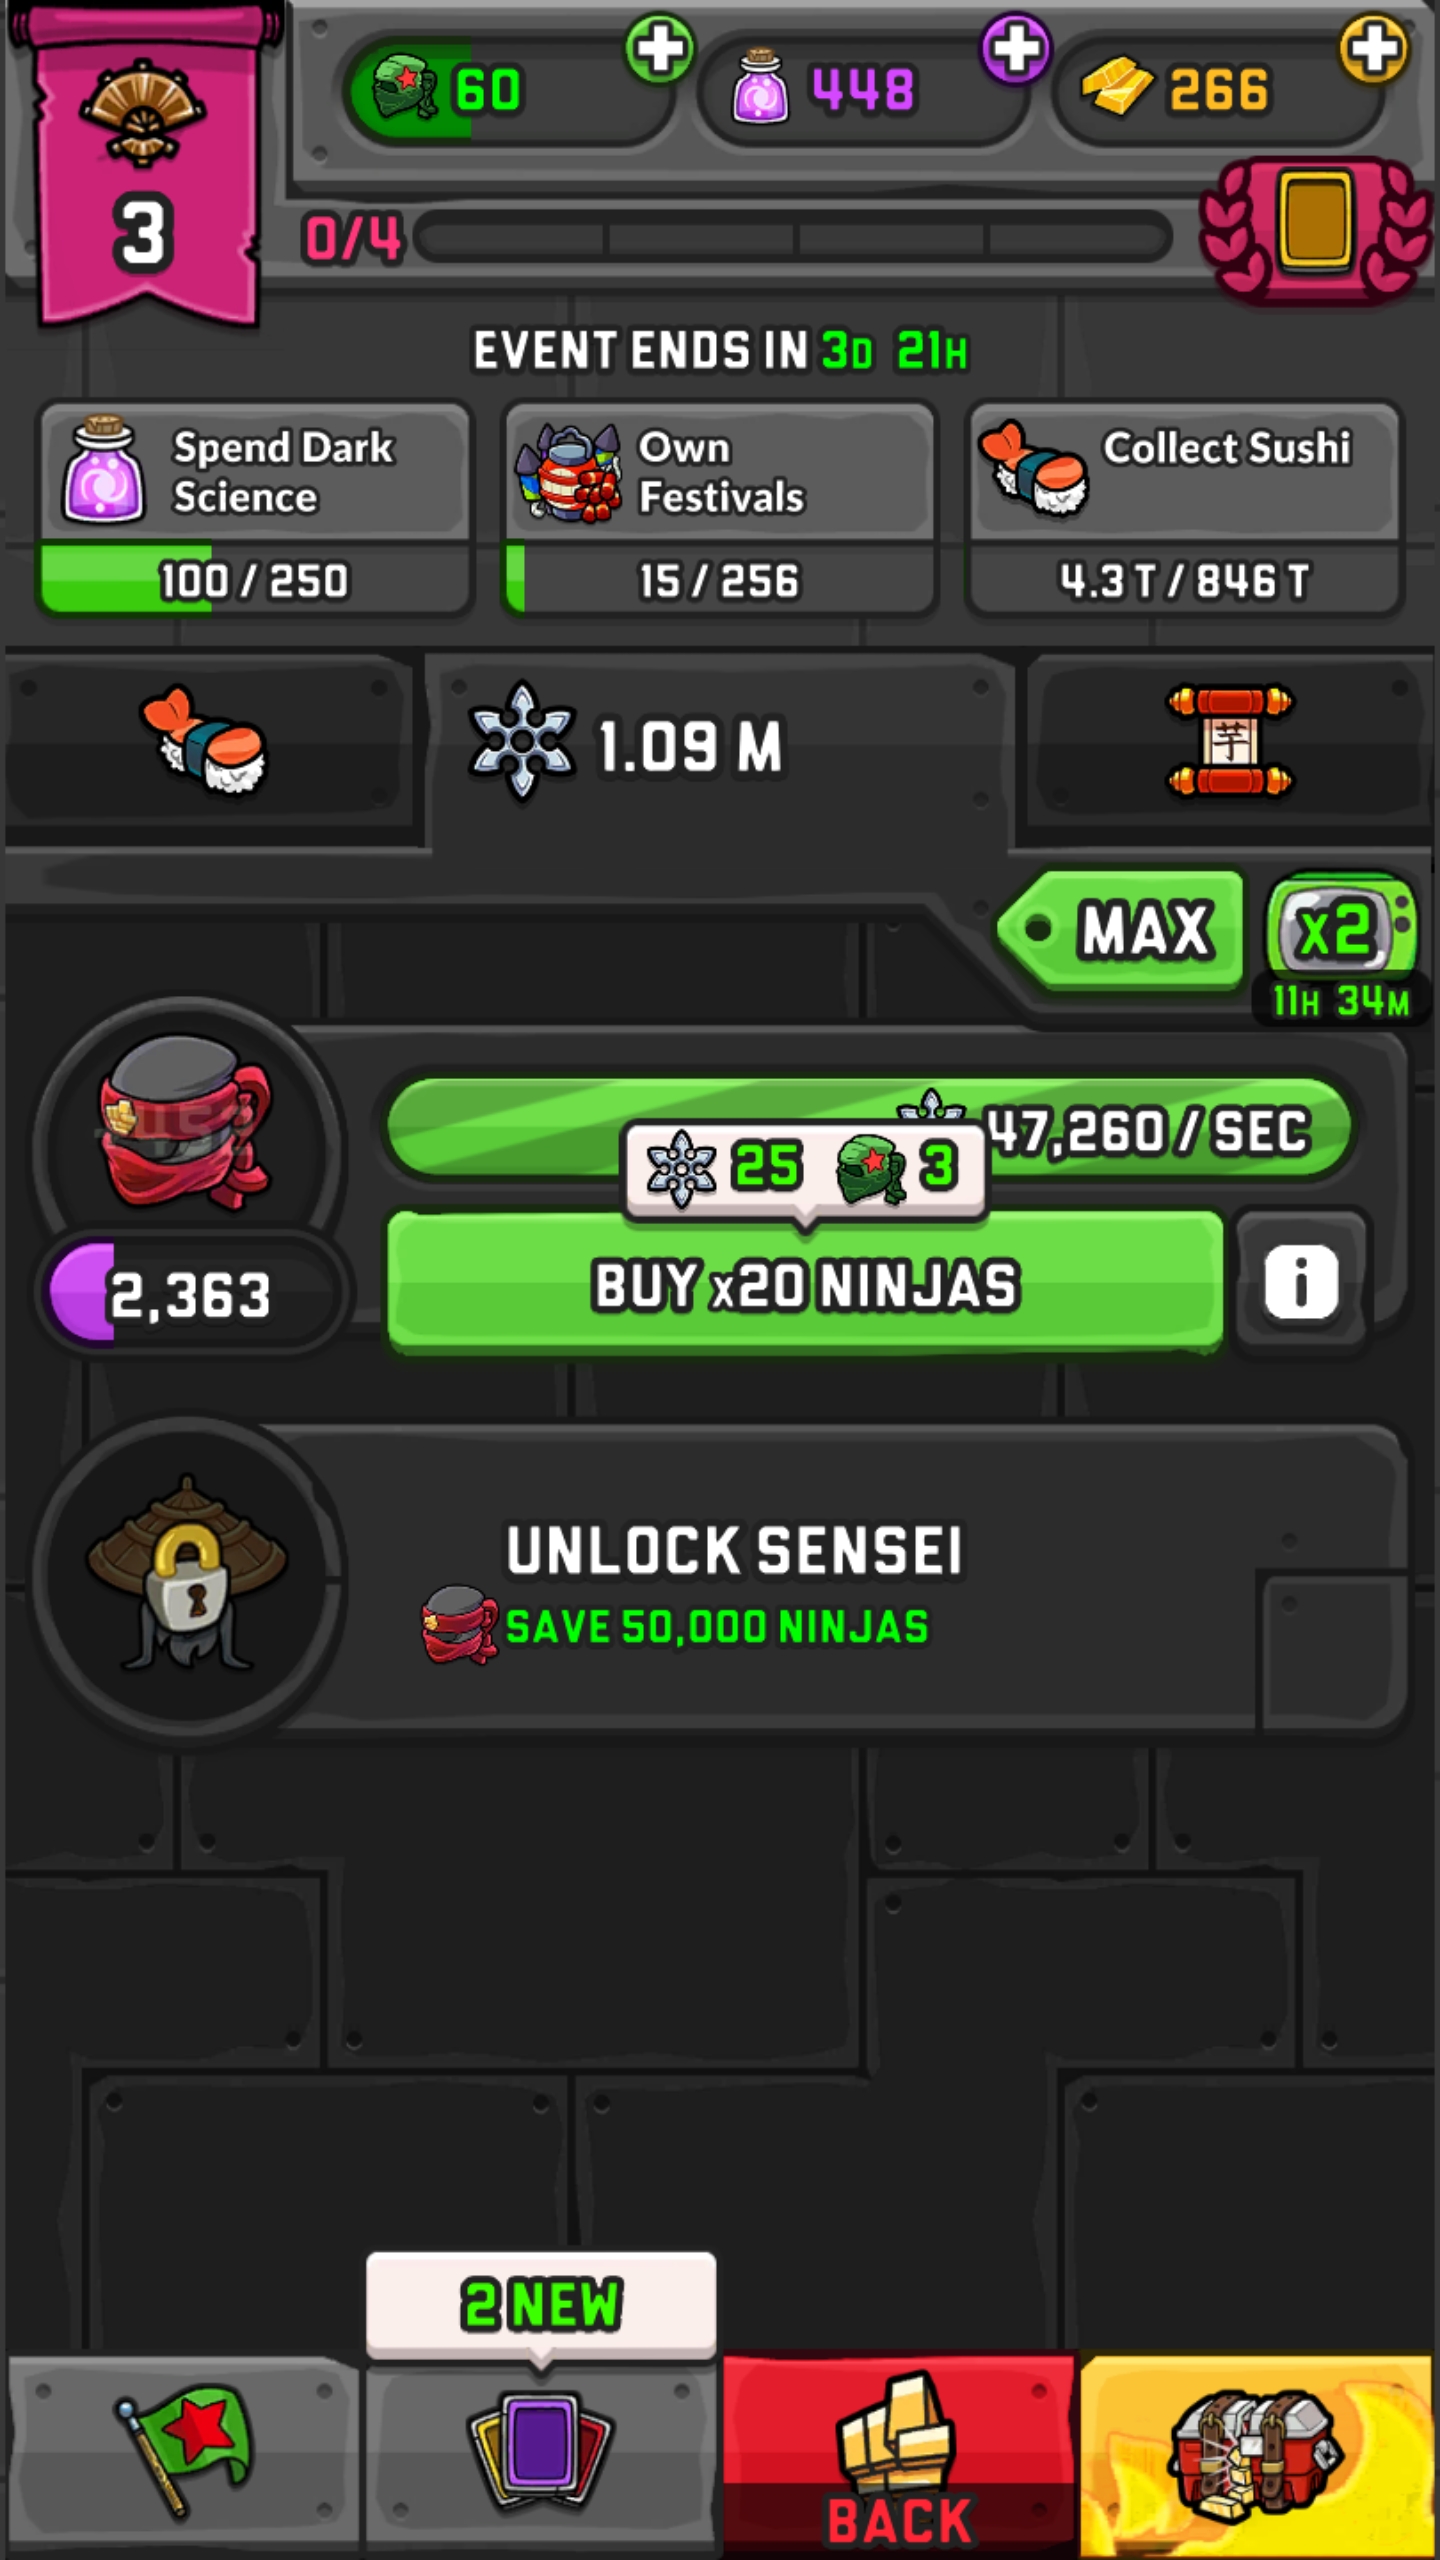 60
448
266
3
0/4
EVENT ENDS IN 3D 21H
Spend Dark
Science
100 / 250
Own
Festivals
15 / 256
Collect Sushi
4.3 T / 846 T
1.09 M
芋
MAX
x2
11H 34M
47,260 / SEC
25 3
2,363
BUY x20 NINJAS
UNLOCK SENSEI
SAVE 50,000 NINJAS
2 NEW
BACK